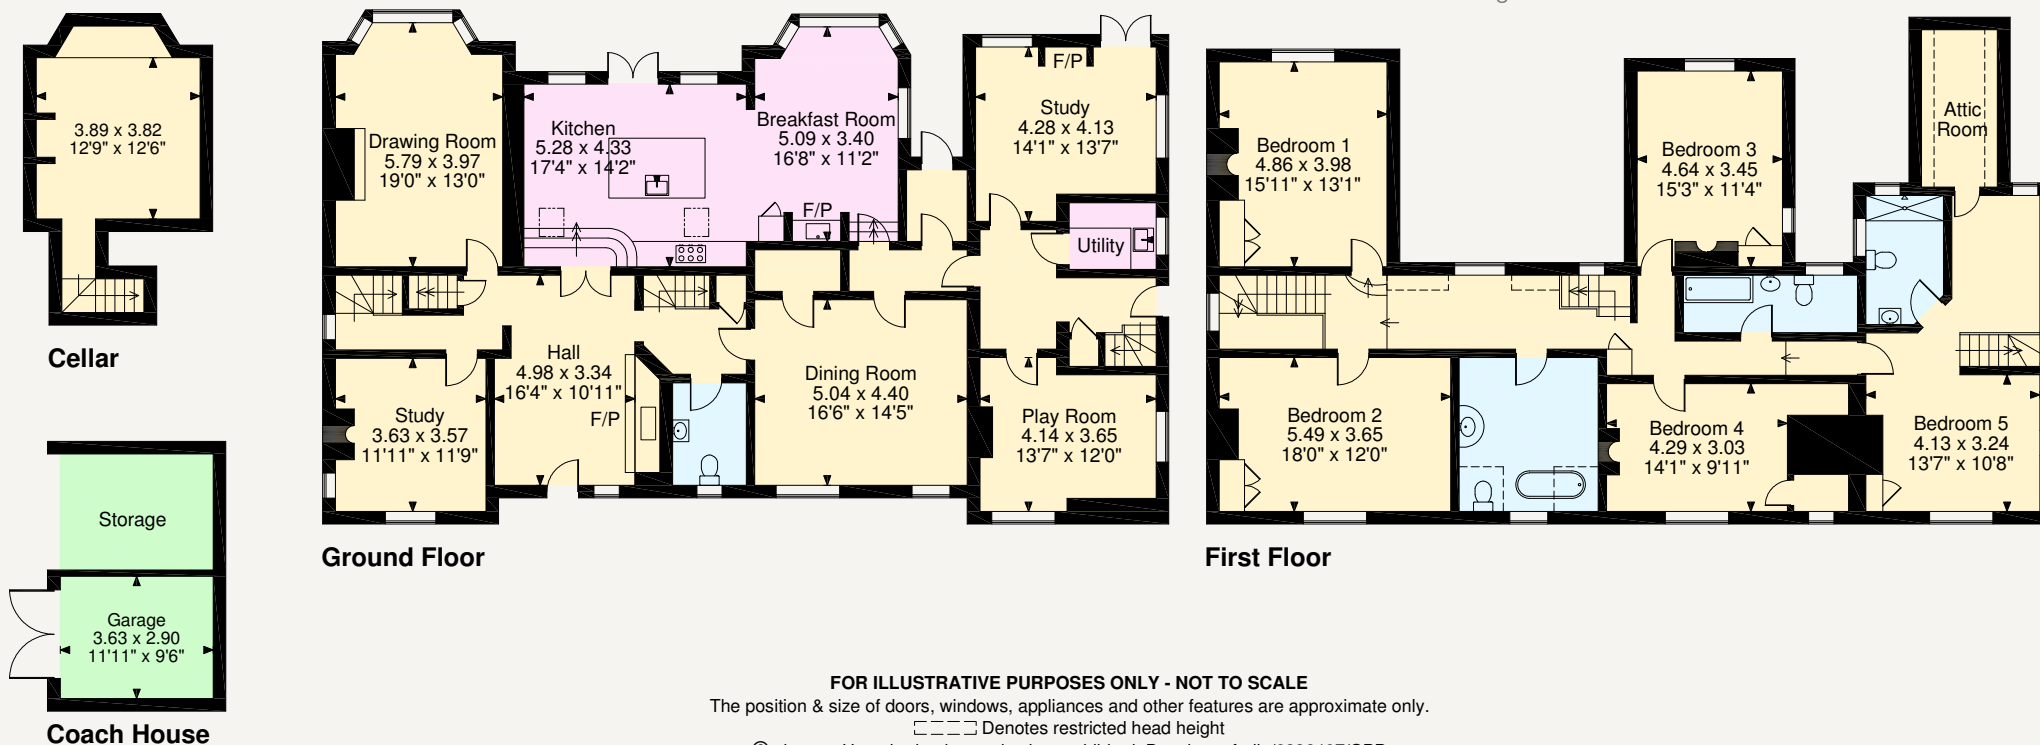 3.89 x 3.82
12'9" x 12'6"
Cellar
Storage
Garage
3.63 x 2.90
11'11" x 9'6"
Coach House
Drawing Room
5.79 x 3.97
19'0" x 13'0"
Kitchen
5.28 x 4.33
17'4" x 14'2"
Breakfast Room
5.09 x 3.40
16'8" x 11'2"
F/P
F/P
Study
4.28 x 4.13
14'1" x 13'7"
Utility
Hall
4.98 x 3.34
16'4" x 10'11"
F/P
Study
3.63 x 3.57
11'11" x 11'9"
Dining Room
5.04 x 4.40
16'6" x 14'5"
Play Room
4.14 x 3.65
13'7" x 12'0"
Ground Floor
Bedroom 1
4.86 x 3.98
15'11" x 13'1"
Bedroom 3
4.64 x 3.45
15'3" x 11'4"
Attic
Room
Bedroom 2
5.49 x 3.65
18'0" x 12'0"
Bedroom 4
4.29 x 3.03
14'1" x 9'11"
Bedroom 5
4.13 x 3.24
13'7" x 10'8"
First Floor
FOR ILLUSTRATIVE PURPOSES ONLY - NOT TO SCALE
The position & size of doors, windows, appliances and other features are approximate only.
Denotes restricted head height